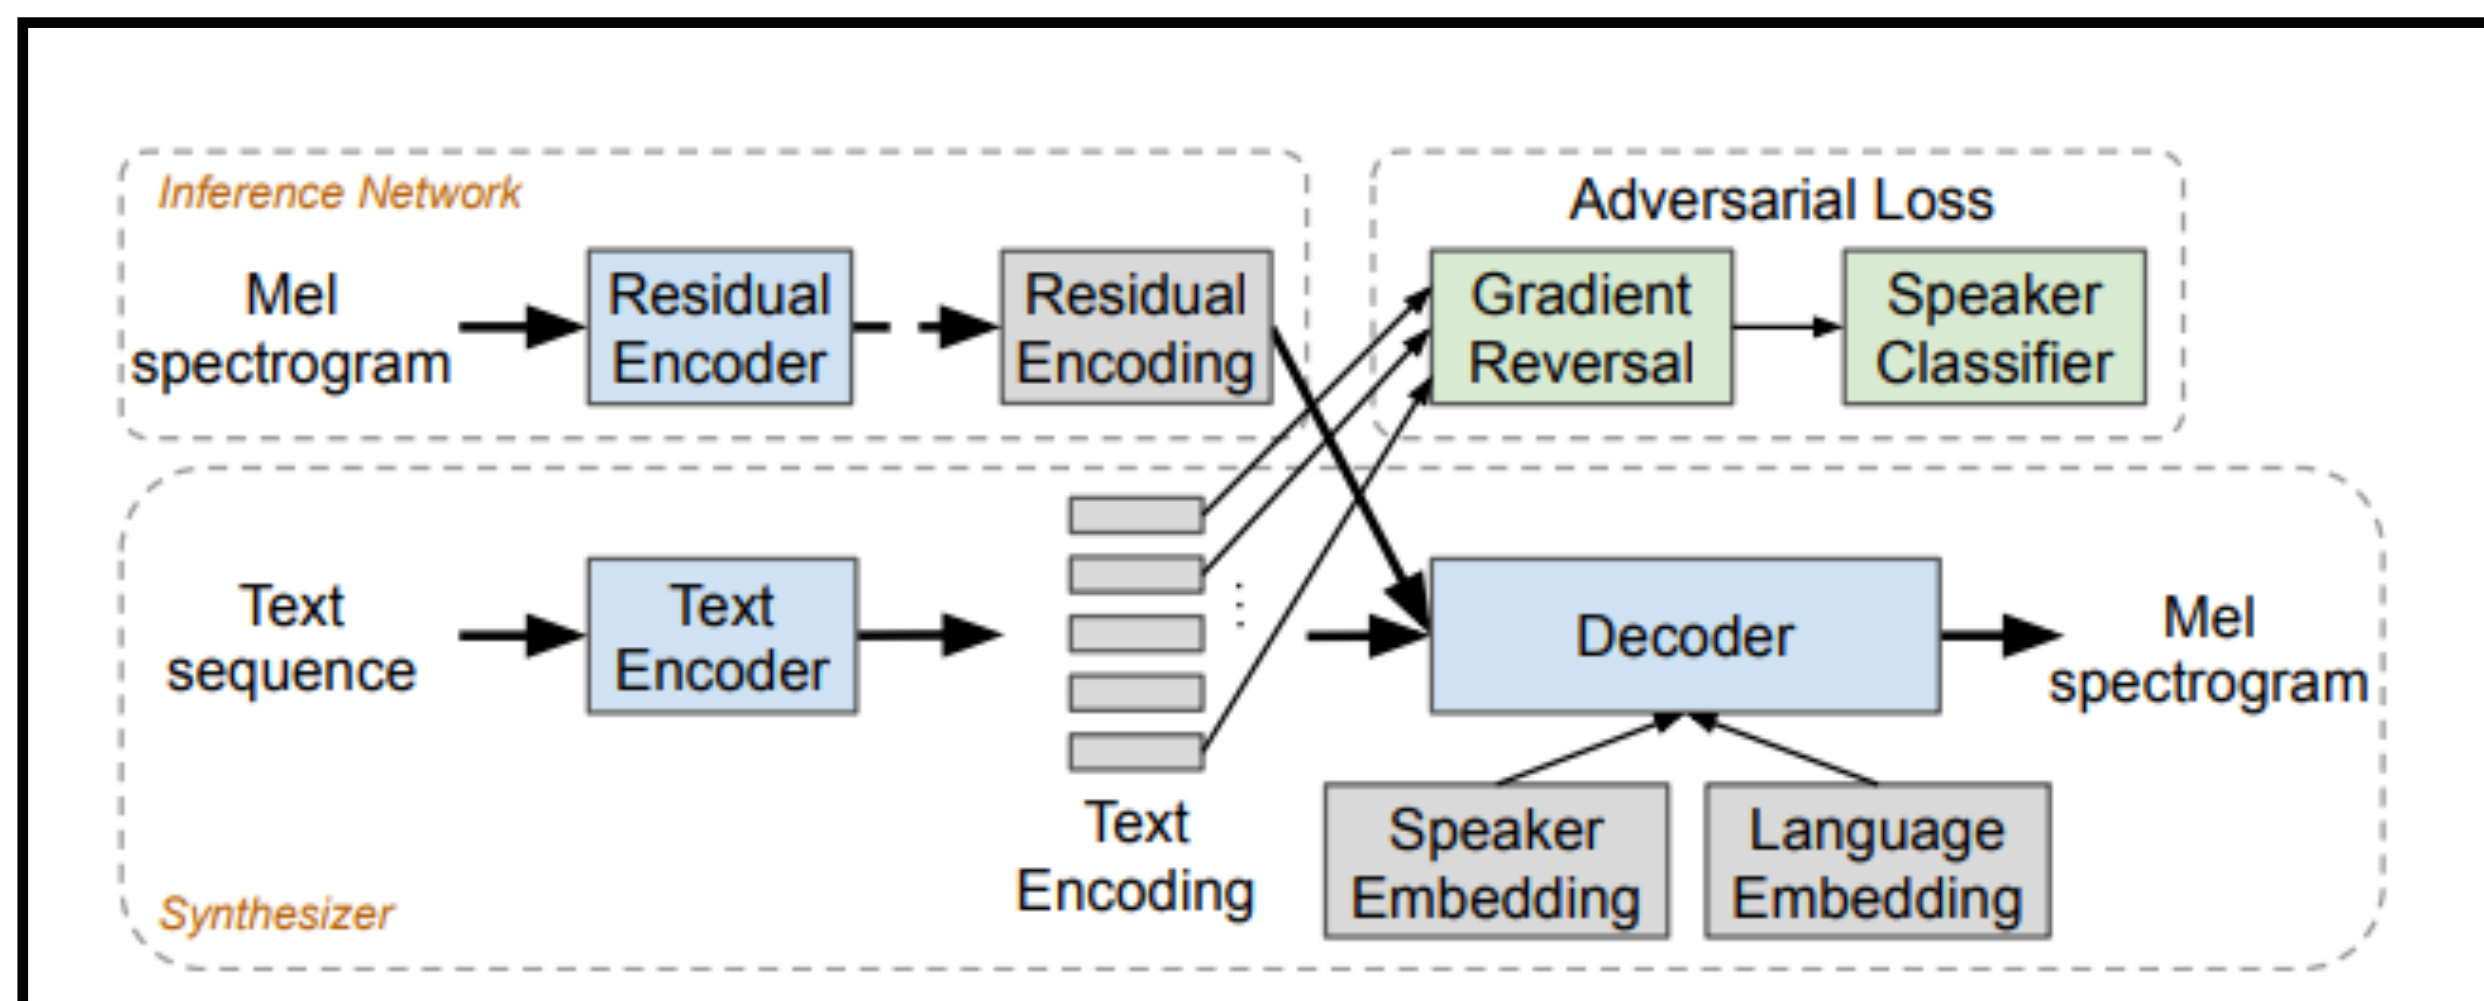 Inference Network
Mel
spectrogram
Residual
Encoder
Residual
Encoding
Adversarial Loss
Gradient
Reversal
Speaker
Classifier
Text
sequence
Text
Encoder
Text
Encoding
Decoder
Mel
spectrogram
Speaker
Embedding
Language
Embedding
Synthesizer